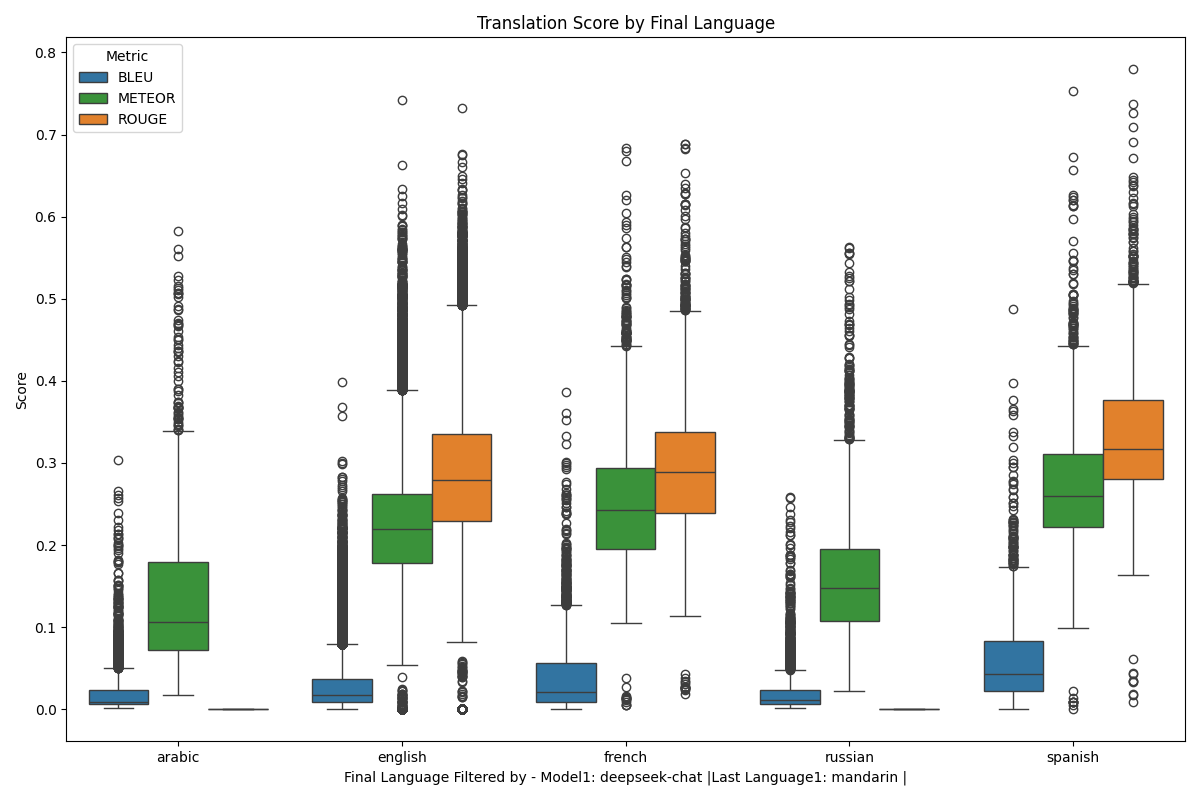 Translation Score by Final Language
Metric
BLEU
METEOR
ROUGE
Score
0.8
0.7
0.6
0.5
0.4
0.3
0.2
0.1
0.0
arabic english french russian spanish
Final Language Filtered by - Model1: deepseek-chat |Last Language1: mandarin |